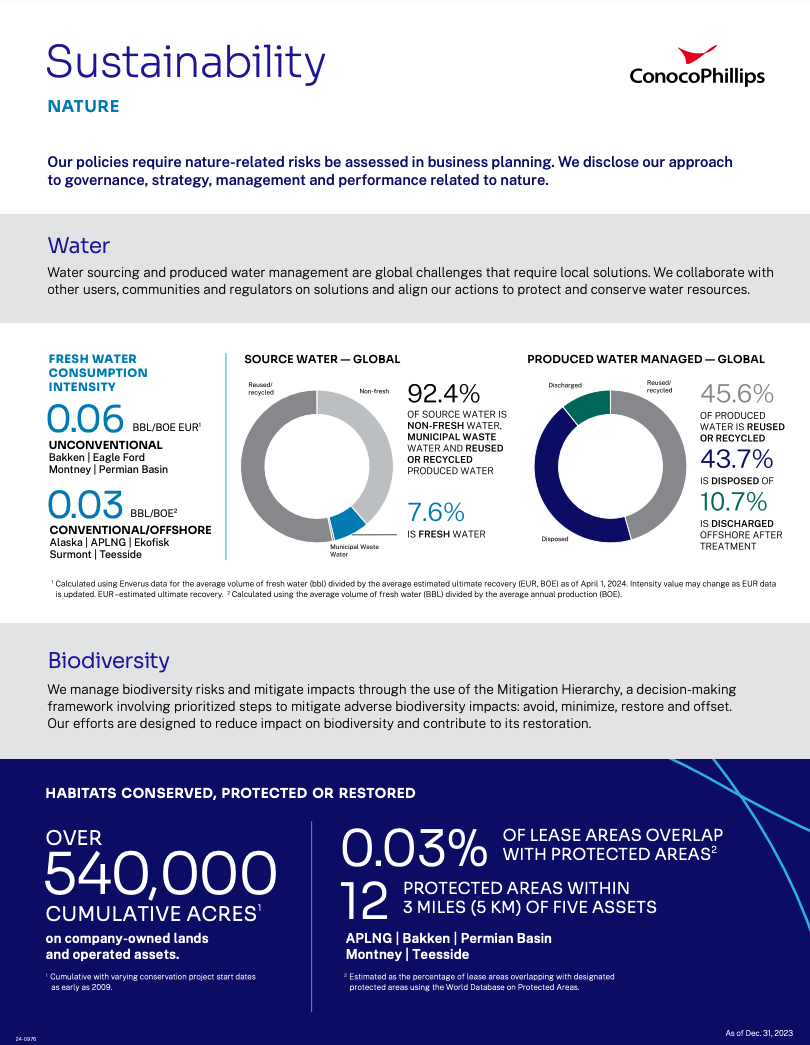 Sustainability
ConocoPhillips
NATURE
Our policies require nature-related risks be assessed in business planning. We disclose our approach
to governance, strategy, management and performance related to nature.
Water
Water sourcing and produced water management are global challenges that require local solutions. We collaborate with
other users, communities and regulators on solutions and align our actions to protect and conserve water resources.
FRESH WATER
CONSUMPTION
INTENSITY
0.06 BBL/BOE EUR¹
UNCONVENTIONAL
Bakken | Eagle Ford
Montney | Permian Basin
0.03 BBL/BOE²
CONVENTIONAL/OFFSHORE
Alaska | APLNG | Ekofisk
Surmont | Teesside
SOURCE WATER — GLOBAL
Reused/
recycled
Non-fresh
Municipal Waste
Water
92.4%
OF SOURCE WATER IS
NON-FRESH WATER,
MUNICIPAL WASTE
WATER AND REUSED
OR RECYCLED
PRODUCED WATER
7.6%
IS FRESH WATER
PRODUCED WATER MANAGED — GLOBAL
Discharged
Reused/
recycled
Disposed
45.6%
OF PRODUCED
WATER IS REUSED
OR RECYCLED
43.7%
IS DISPOSED OF
10.7%
IS DISCHARGED
OFFSHORE AFTER
TREATMENT
¹ Calculated using Enverus data for the average volume of fresh water (bbl) divided by the average estimated ultimate recovery (EUR, BOE) as of April 1, 2024. Intensity value may change as EUR data
is updated. EUR–estimated ultimate recovery. ² Calculated using the average volume of fresh water (BBL) divided by the average annual production (BOE).
Biodiversity
We manage biodiversity risks and mitigate impacts through the use of the Mitigation Hierarchy, a decision-making
framework involving prioritized steps to mitigate adverse biodiversity impacts: avoid, minimize, restore and offset.
Our efforts are designed to reduce impact on biodiversity and contribute to its restoration.
HABITATS CONSERVED, PROTECTED OR RESTORED
OVER
540,000
CUMULATIVE ACRES¹
on company-owned lands
and operated assets.
¹ Cumulative with varying conservation project start dates
as early as 2009.
0.03% OF LEASE AREAS OVERLAP
WITH PROTECTED AREAS²
12 PROTECTED AREAS WITHIN
3 MILES (5 KM) OF FIVE ASSETS
APLNG | Bakken | Permian Basin
Montney | Teesside
² Estimated as the percentage of lease areas overlapping with designated
protected areas using the World Database on Protected Areas.
As of Dec. 31, 2023
24-0976